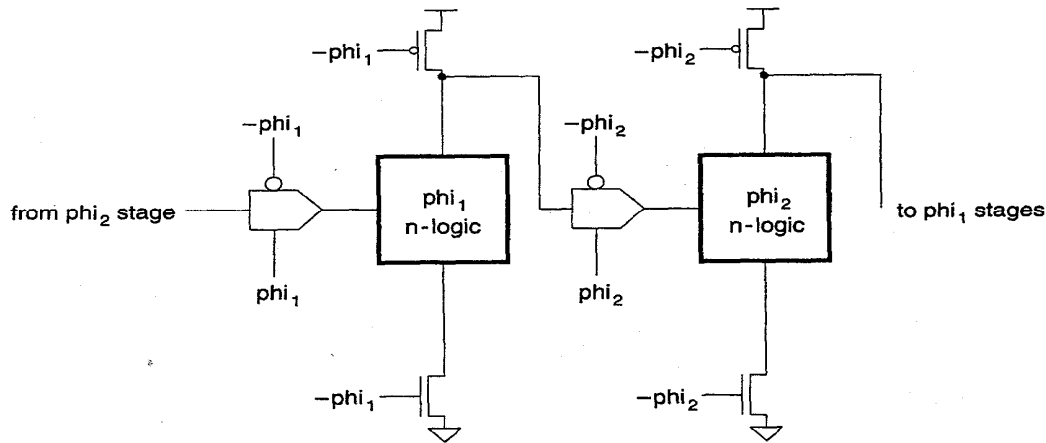 −phi₁
−phi₂
−phi₁
−phi₂
from phi₂ stage
phi₁
n-logic
phi₂
n-logic
to phi₁ stages
phi₁
phi₂
−phi₁
−phi₂